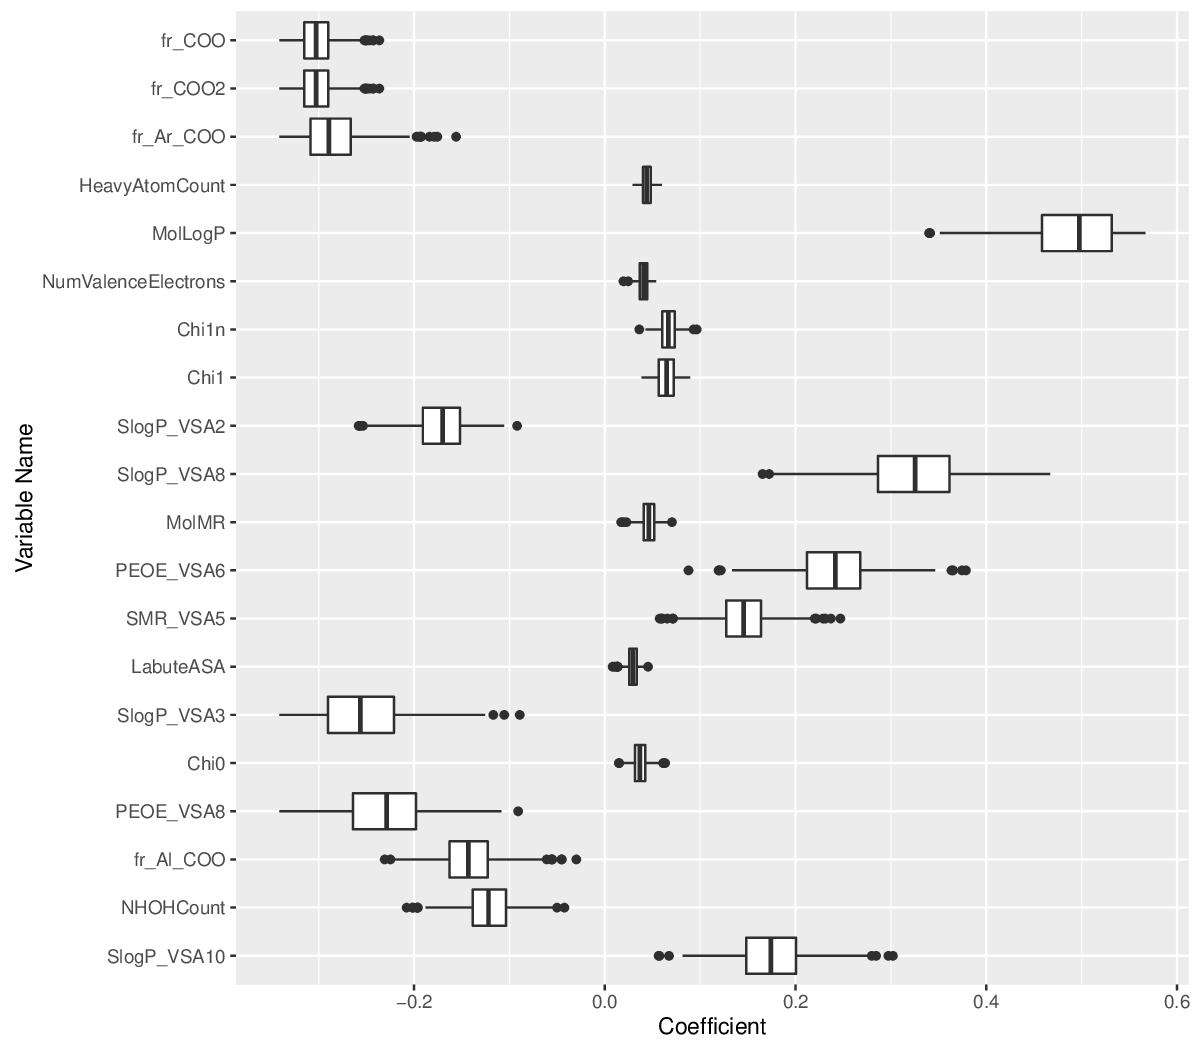 fr_COO
fr_COO2
fr_Ar_COO
HeavyAtomCount
MolLogP
NumValenceElectrons
Chi1n
Chi1
SlogP_VSA2
SlogP_VSA8
MolMR
PEOE_VSA6
SMR_VSA5
LabuteASA
SlogP_VSA3
Chi0
PEOE_VSA8
fr_Al_COO
NHOHCount
SlogP_VSA10
Variable Name
−0.2 0.0 0.2 0.4 0.6
Coefficient